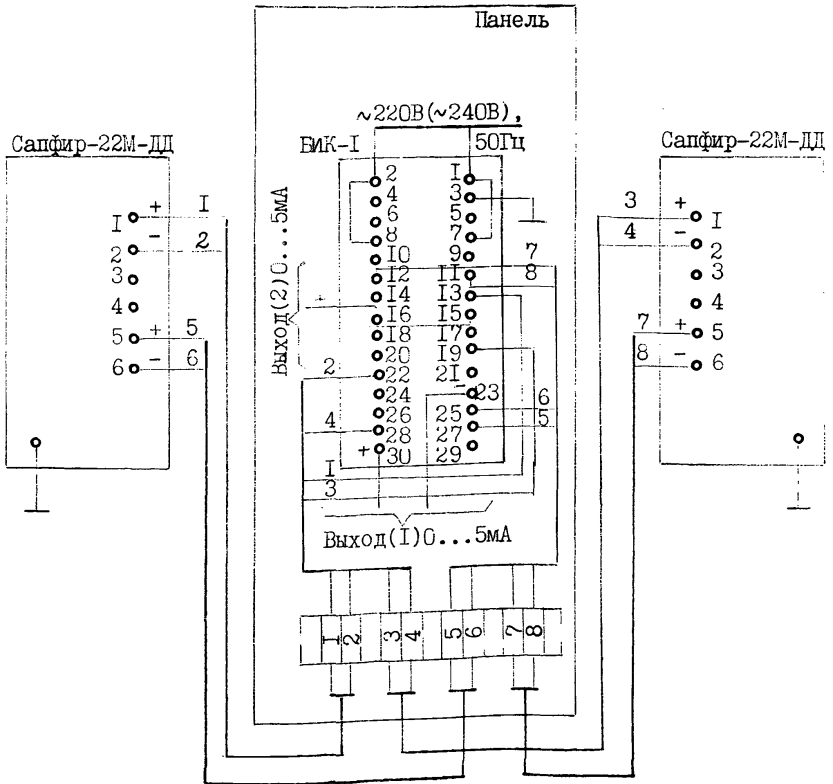 Панель
~220В(~240В),
БИК-I
50Гц
Сапфир-22М-ДД
Сапфир-22М-ДД
+ I
I
- 2
2
3
4
5 + 5
6 - 6
2
4
6
8
I0
I2
I4
I6
I8
20
22
24
26
28
30
+
I
3
5
7
9
II
I3
I5
I7
I9
2I
23
25
27
29
-
7
8
6
5
Выход(2)0...5мА
+
2
4
I
3
Выход(I)0...5мА
3 +
I
4 -
2
3
4
7 +
5
8 -
6
I
2
3
4
5
6
7
8